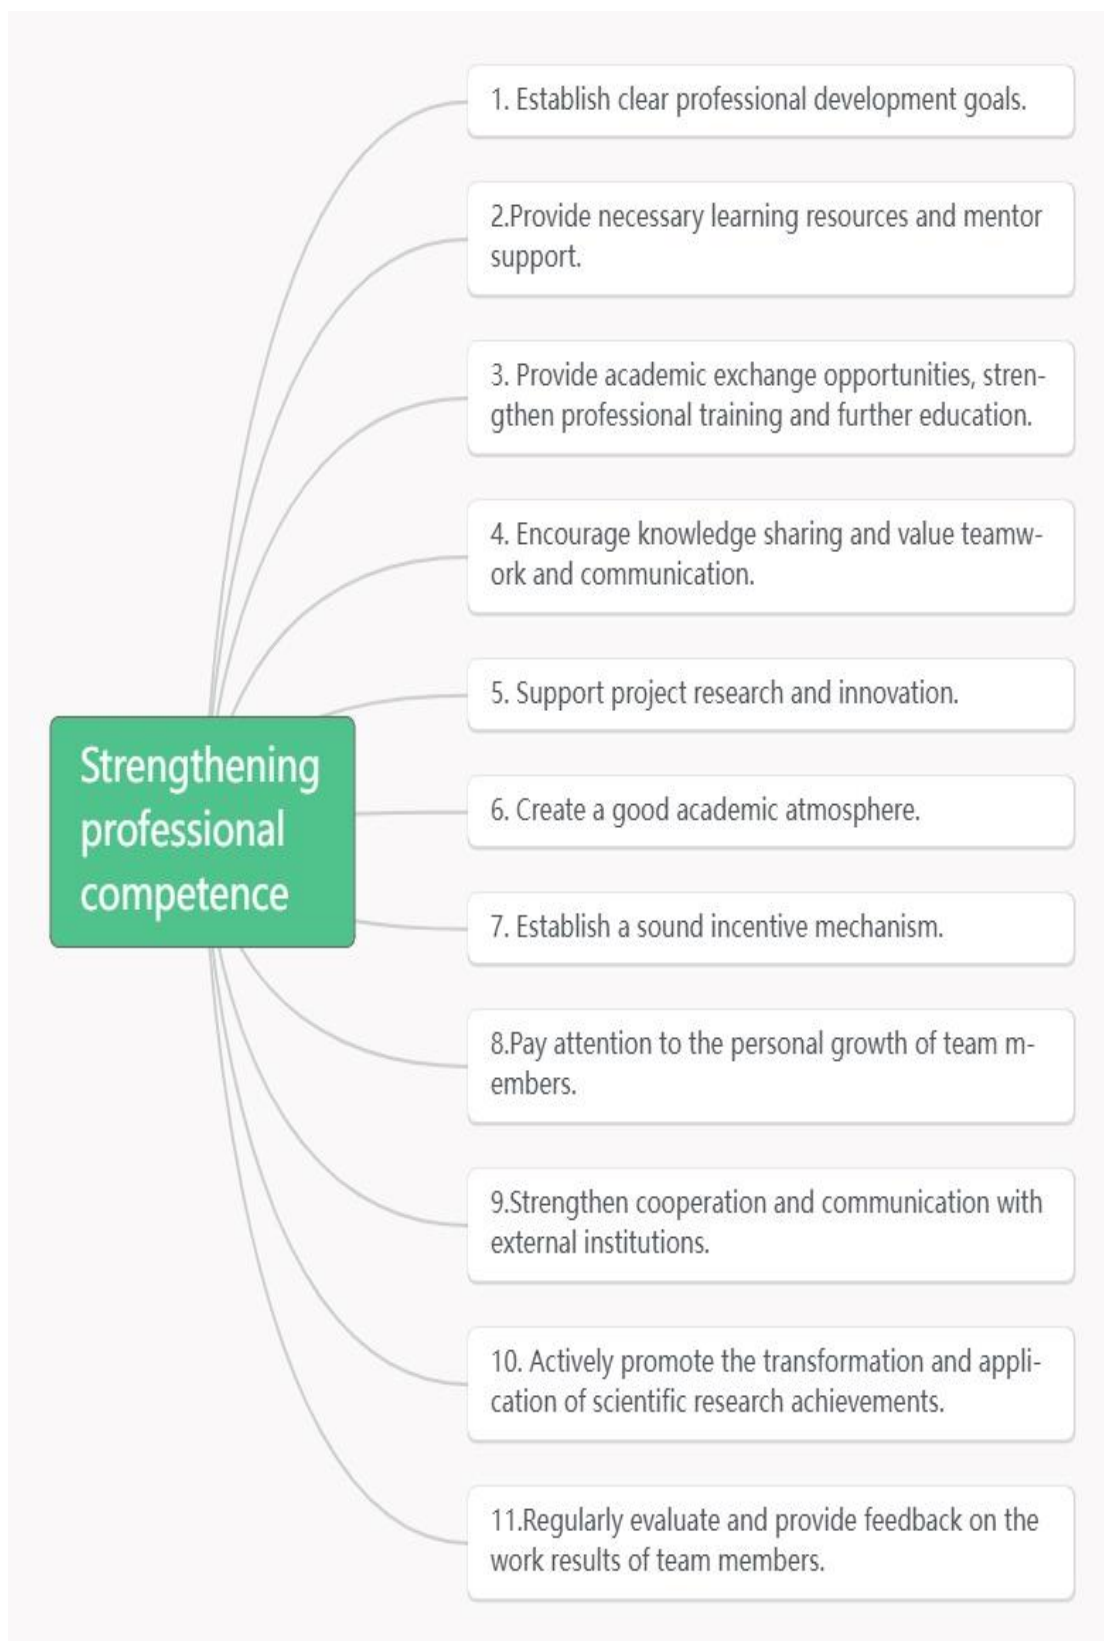 1. Establish clear professional development goals.
2.Provide necessary learning resources and mentor
support.
3. Provide academic exchange opportunities, stren-
gthen professional training and further education.
4. Encourage knowledge sharing and value teamw-
ork and communication.
5. Support project research and innovation.
Strengthening
professional
competence
6. Create a good academic atmosphere.
7. Establish a sound incentive mechanism.
8.Pay attention to the personal growth of team m-
embers.
9.Strengthen cooperation and communication with
external institutions.
10. Actively promote the transformation and appli-
cation of scientific research achievements.
11.Regularly evaluate and provide feedback on the
work results of team members.